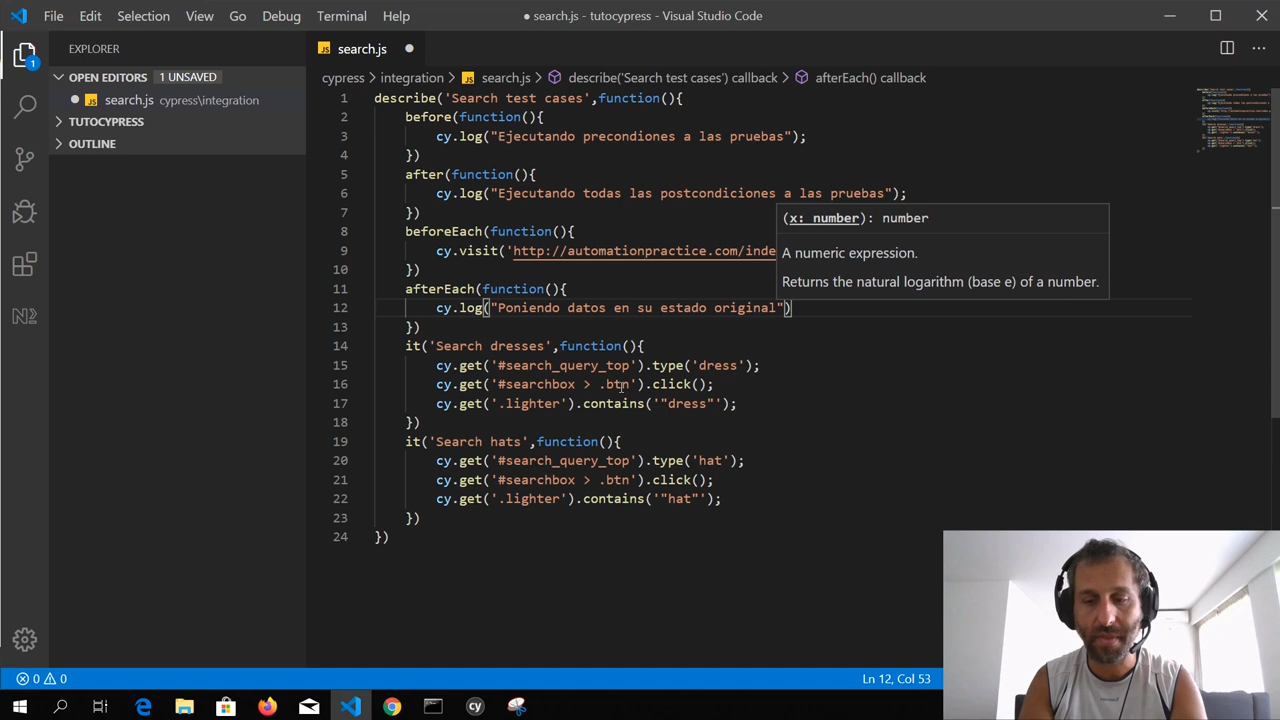 File Edit Selection View Go Debug Terminal Help
● search.js - tutocypress - Visual Studio Code
EXPLORER
OPEN EDITORS 1 UNSAVED
JS search.js cypress\integration
TUTOCYPRESS
OUTLINE
1
JS search.js
cypress > integration > JS search.js > describe('Search test cases') callback > afterEach() callback
1 describe('Search test cases',function(){
2 before(function(){
3 cy.log("Ejecutando precondiones a las pruebas");
4 })
5 after(function(){
6 cy.log("Ejecutando todas las postcondiciones a las pruebas");
7 })
8 beforeEach(function(){
9 cy.visit('http://automationpractice.com/inde
10 })
11 afterEach(function(){
12 cy.log("Poniendo datos en su estado original")
13 })
14 it('Search dresses',function(){
15 cy.get('#search_query_top').type('dress');
16 cy.get('#searchbox > .btn').click();
17 cy.get('.lighter').contains('"dress"');
18 })
19 it('Search hats',function(){
20 cy.get('#search_query_top').type('hat');
21 cy.get('#searchbox > .btn').click();
22 cy.get('.lighter').contains('"hat"');
23 })
24 })
(x: number): number
A numeric expression.
Returns the natural logarithm (base e) of a number.
0 0
Ln 12, Col 53
cy